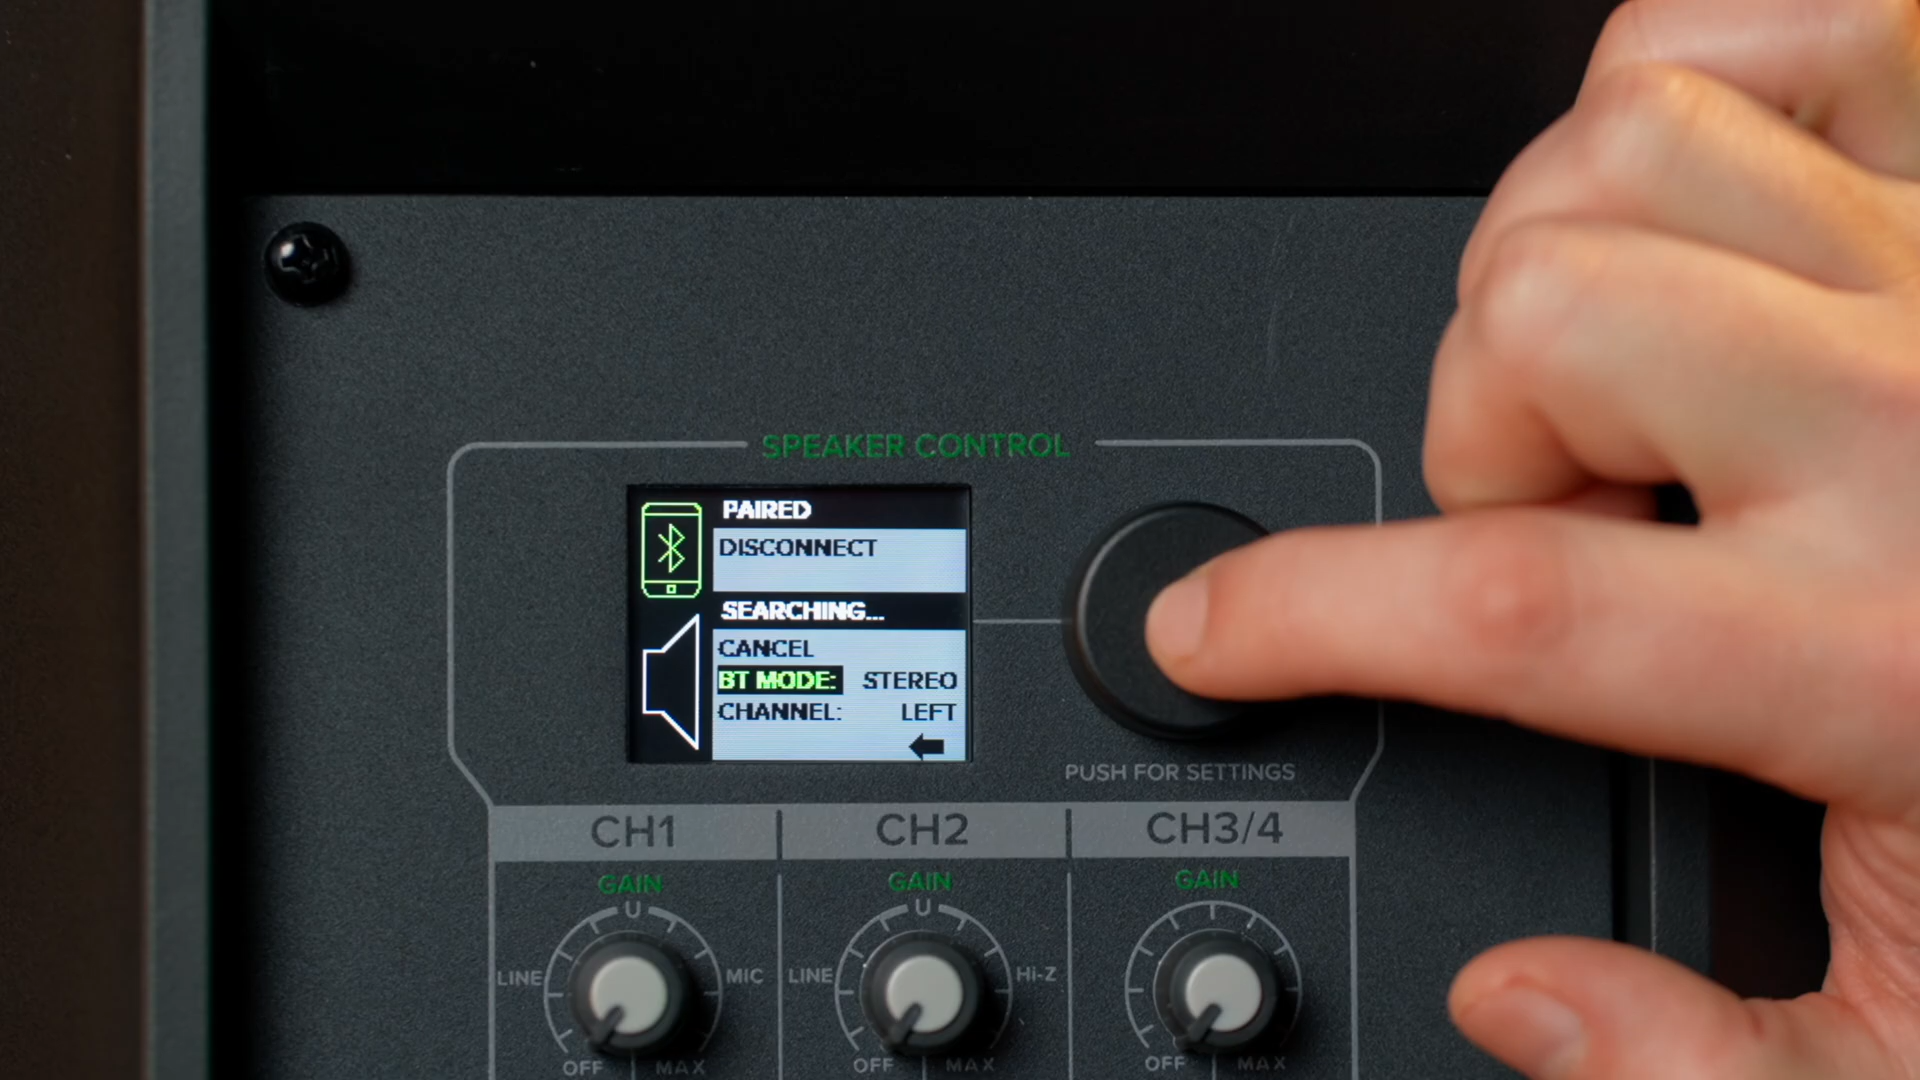 SPEAKER CONTROL
PAIRED
DISCONNECT
SEARCHING...
CANCEL
BT MODE: STEREO
CHANNEL: LEFT
PUSH FOR SETTINGS
CH1 CH2 CH3/4
GAIN GAIN GAIN
U U
LINE MIC LINE Hi-Z
OFF MAX OFF MAX OFF MAX